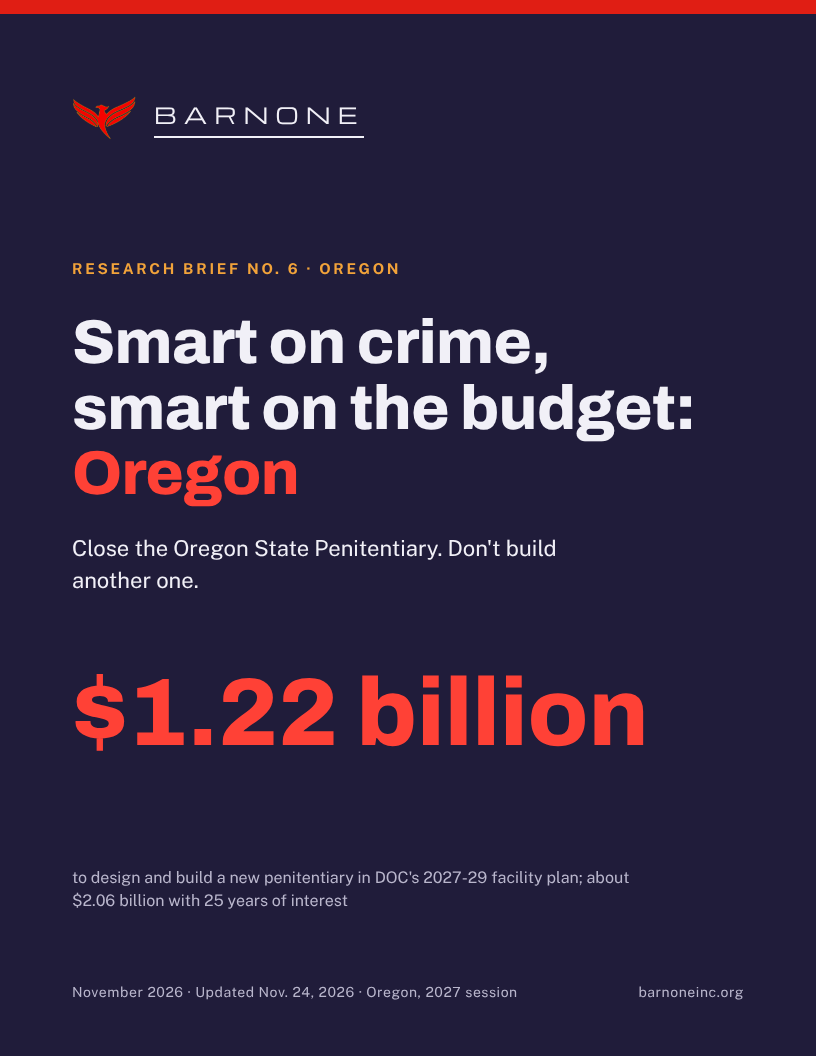 BARNONE
RESEARCH BRIEF NO. 6 · OREGON
Smart on crime,
smart on the budget:
Oregon
Close the Oregon State Penitentiary. Don't build
another one.
$1.22 billion
to design and build a new penitentiary in DOC's 2027-29 facility plan; about
$2.06 billion with 25 years of interest
November 2026 · Updated Nov. 24, 2026 · Oregon, 2027 session
barnoneinc.org